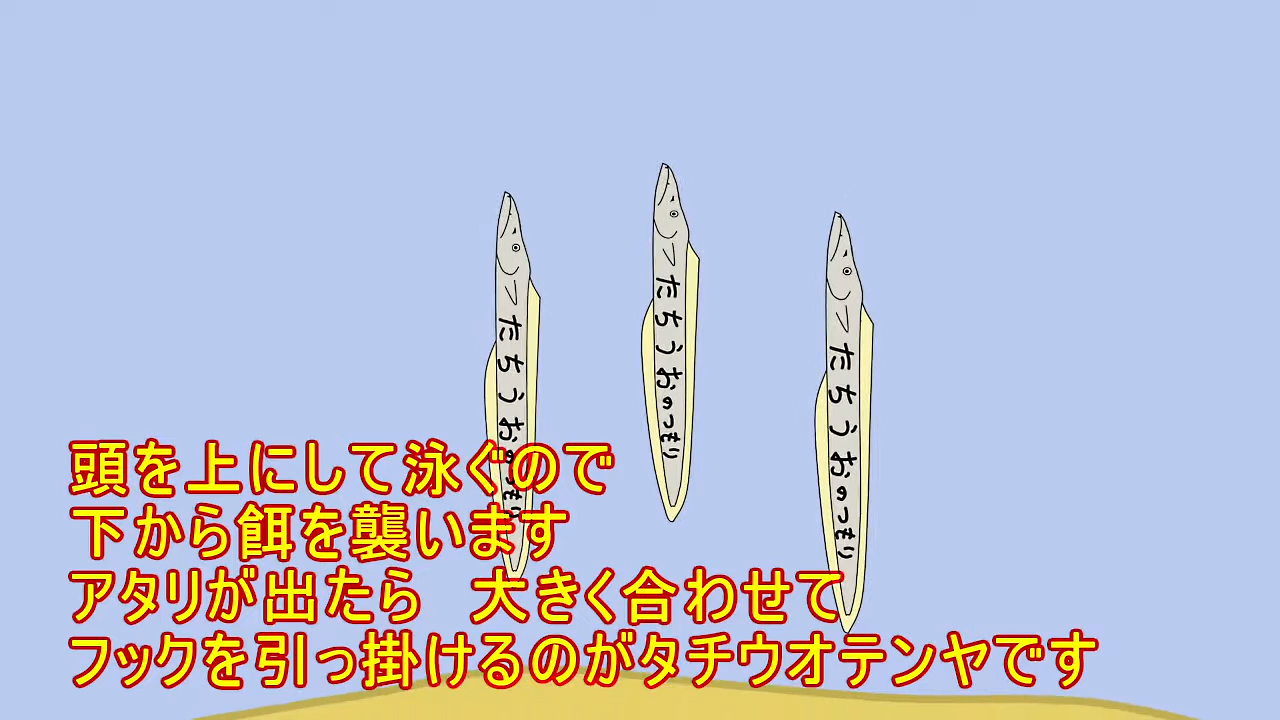 たちうおのつもり
たちうおのつもり
たちうおのつもり
頭を上にして泳ぐので
下から餌を襲います
アタリが出たら　大きく合わせて
フックを引っ掛けるのがタチウオテンヤです